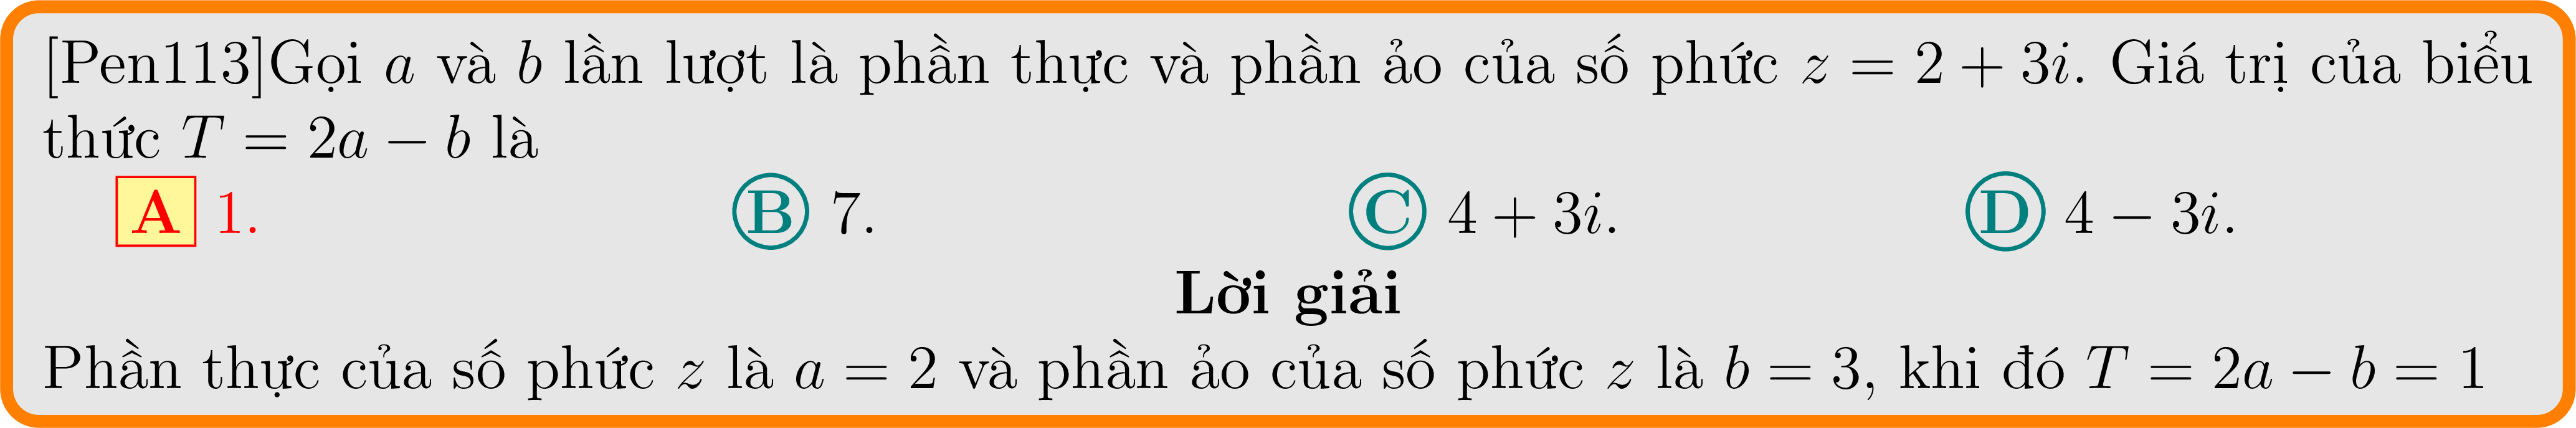 [Pen113]Gọi a và b lần lượt là phần thực và phần ảo của số phức z = 2 + 3i. Giá trị của biểu
thức T = 2a − b là
A 1. B 7. C 4 + 3i. D 4 − 3i.
Lời giải
Phần thực của số phức z là a = 2 và phần ảo của số phức z là b = 3, khi đó T = 2a − b = 1